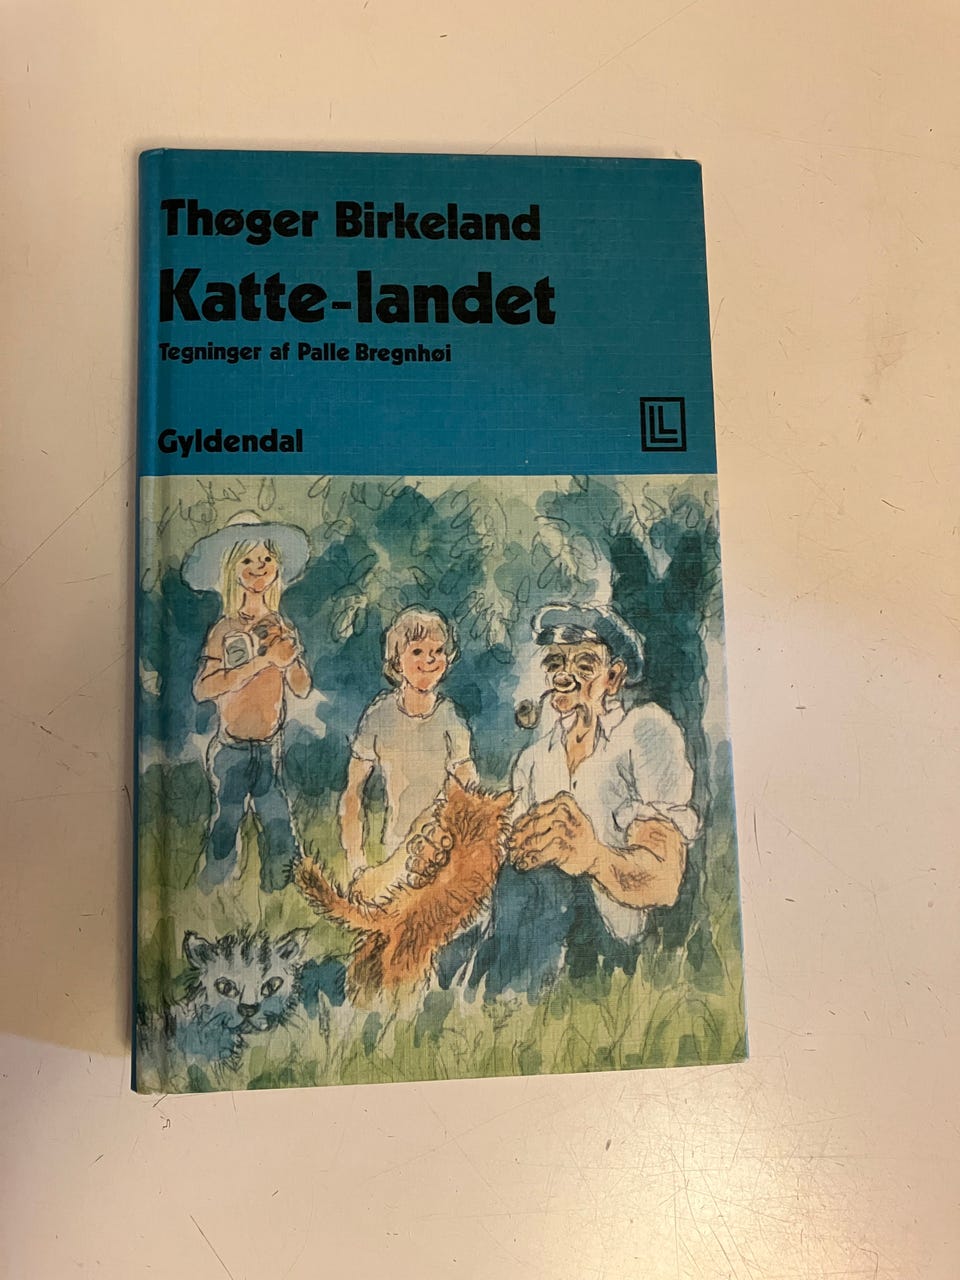 Thøger Birkeland
Katte-landet
Tegninger af Palle Bregnhøi
Gyldendal
LL